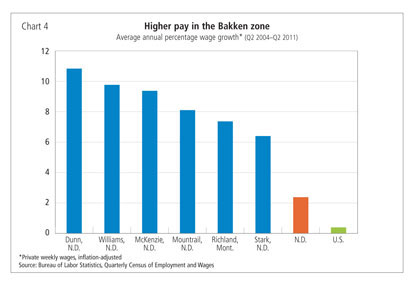 Chart 4
Higher pay in the Bakken zone
Average annual percentage wage growth* (Q2 2004–Q2 2011)
12
10
8
6
4
2
0
Dunn, N.D.
Williams, N.D.
McKenzie, N.D.
Mountrail, N.D.
Richland, Mont.
Stark, N.D.
N.D.
U.S.
*Private weekly wages, inflation-adjusted
Source: Bureau of Labor Statistics, Quarterly Census of Employment and Wages